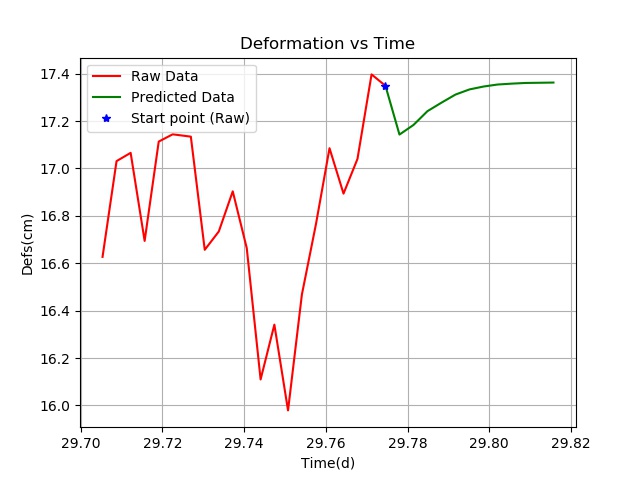 Deformation vs Time
Raw Data
Predicted Data
Start point (Raw)
Defs(cm)
17.4
17.2
17.0
16.8
16.6
16.4
16.2
16.0
29.70 29.72 29.74 29.76 29.78 29.80 29.82
Time(d)